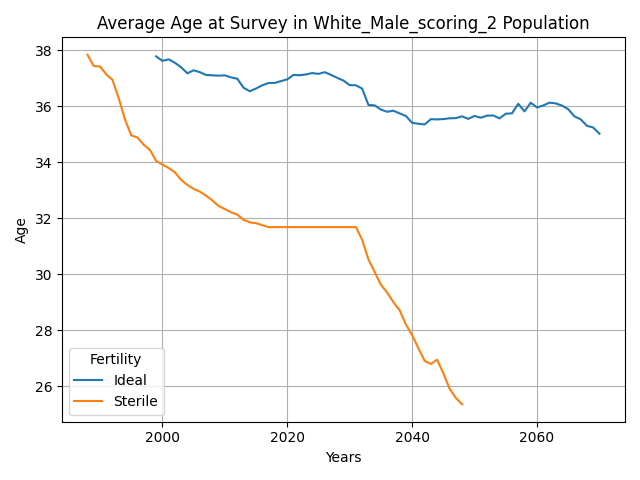 Average Age at Survey in White_Male_scoring_2 Population
Age
38
36
34
32
30
28
26
Fertility
Ideal
Sterile
2000
2020
2040
2060
Years